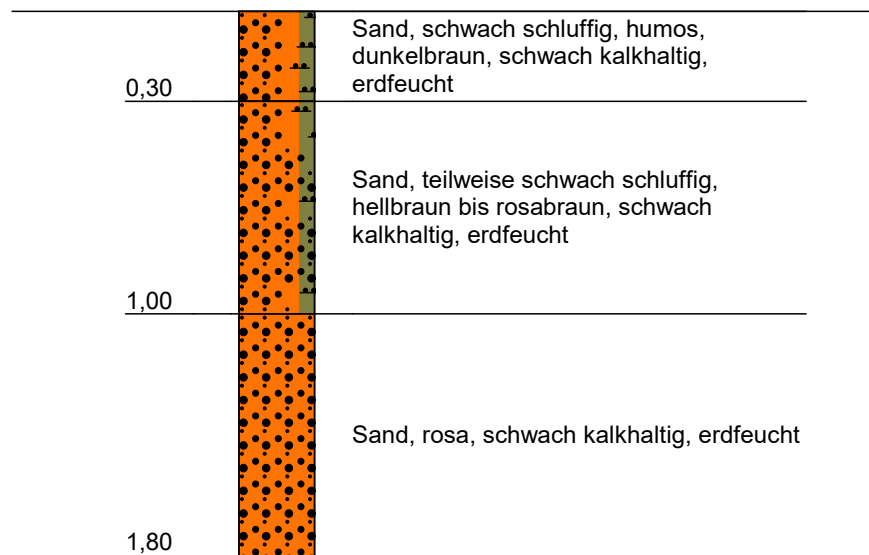 Sand, schwach schluffig, humos,
dunkelbraun, schwach kalkhaltig,
erdfeucht
0,30
Sand, teilweise schwach schluffig,
hellbraun bis rosabraun, schwach
kalkhaltig, erdfeucht
1,00
Sand, rosa, schwach kalkhaltig, erdfeucht
1,80